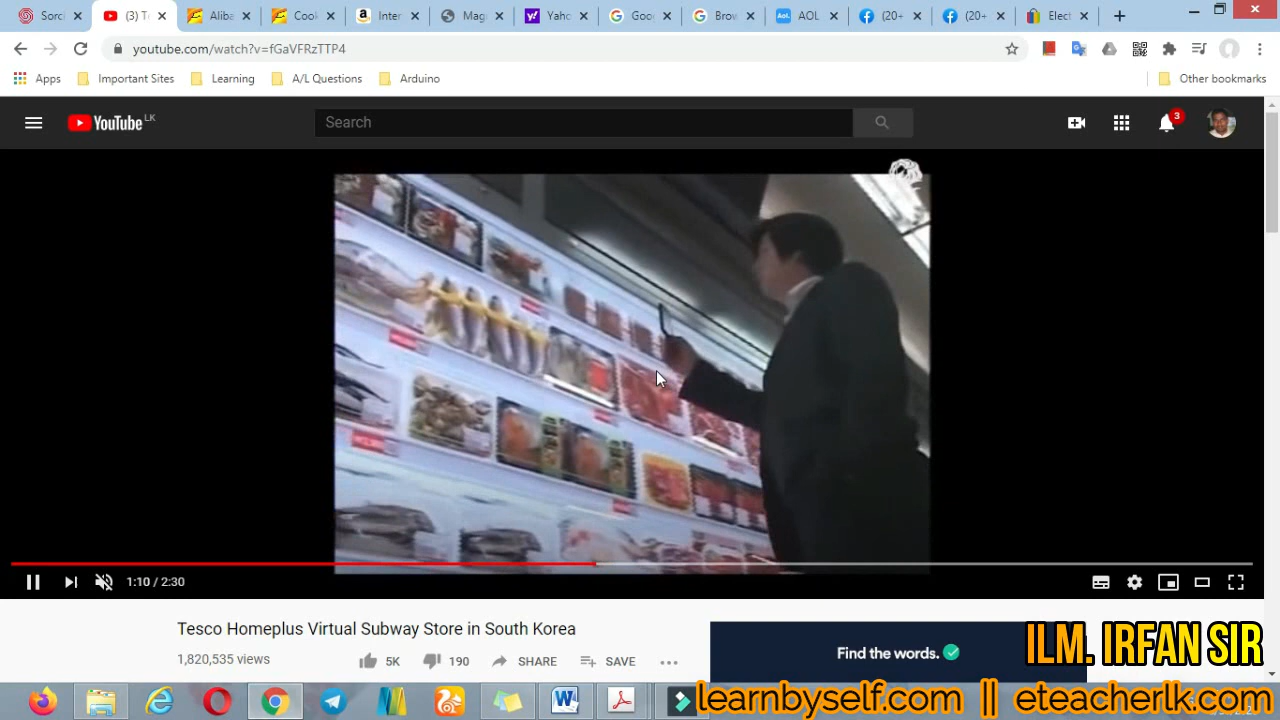 Sorc
(3) T
Aliba
Cook
Inter
Mag
Yaho
Goo
Brow
AOL
(20+
(20+
Elect
youtube.com/watch?v=fGaVFRzTTP4
Apps
Important Sites
Learning
A/L Questions
Arduino
Other bookmarks
YouTube LK
Search
3
1:10 / 2:30
Tesco Homeplus Virtual Subway Store in South Korea
1,820,535 views
5K
190
SHARE
SAVE
Find the words.
ILM. IRFAN SIR
learnbyself.com || eteacherlk.com